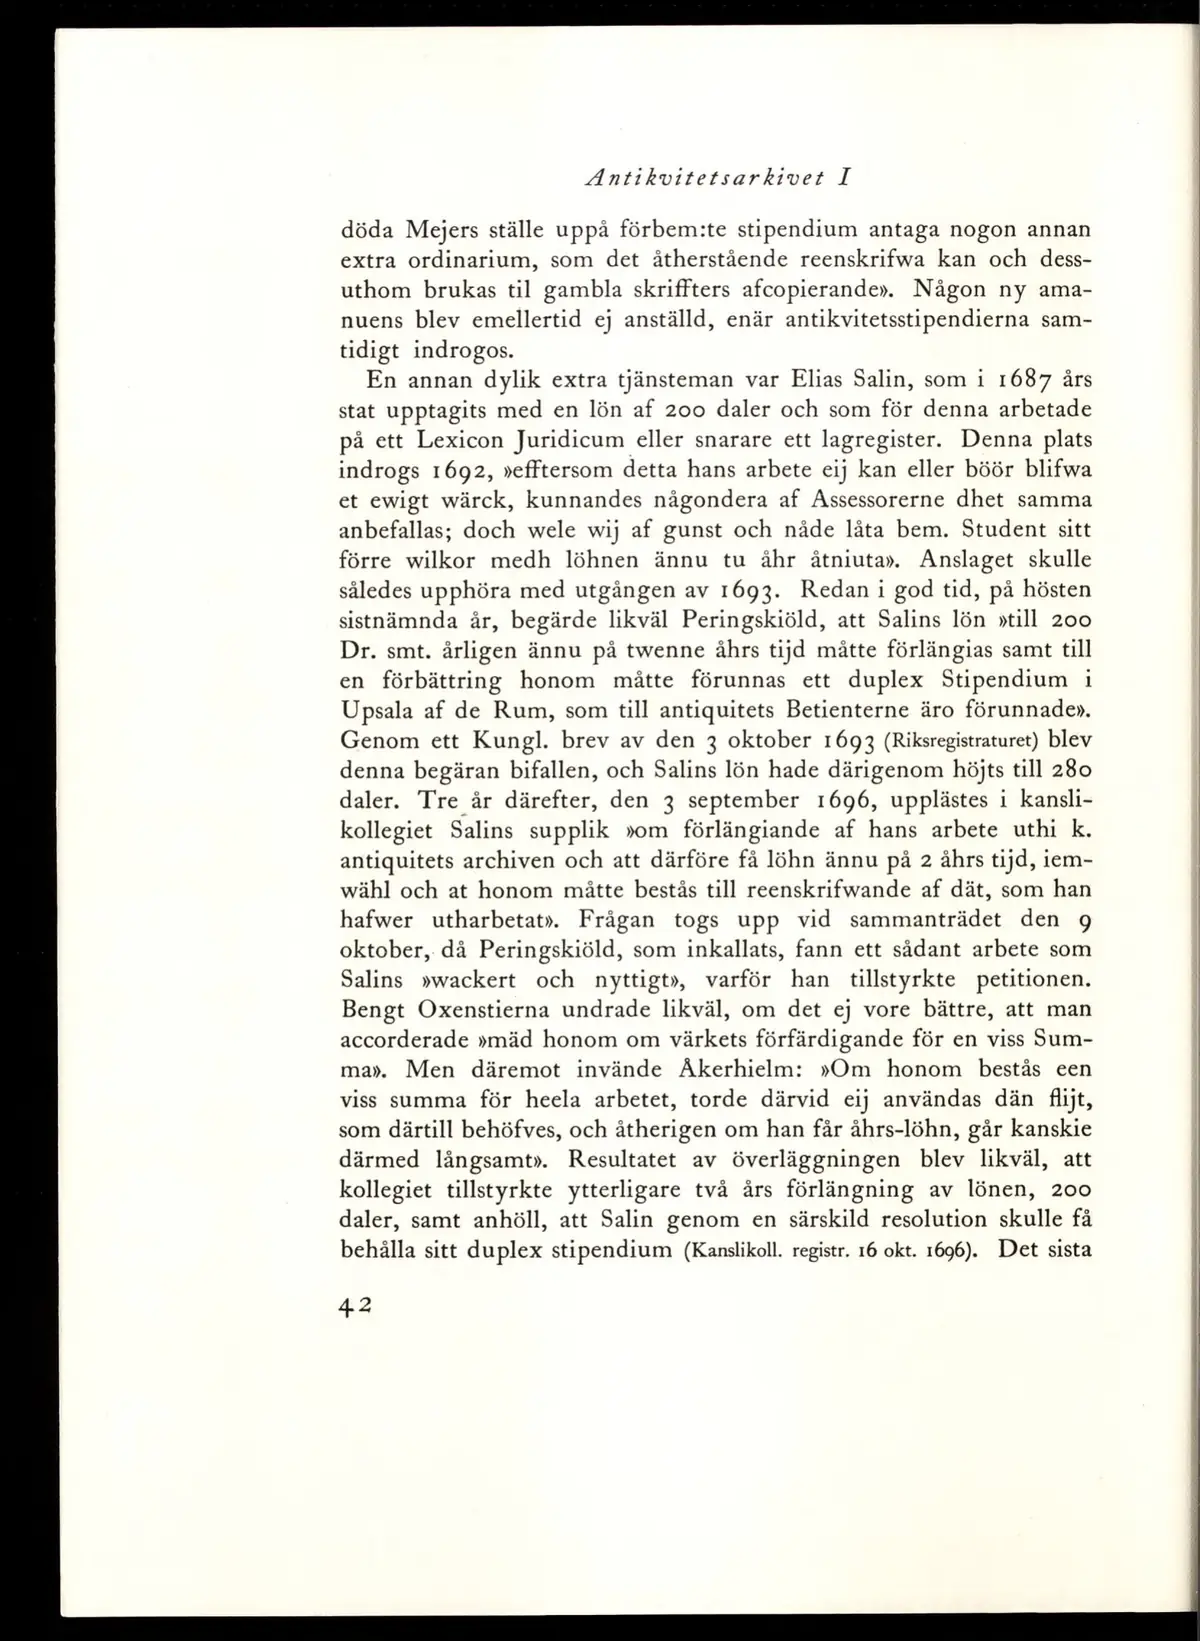 Antikvitetsarkivet I
döda Mejers ställe uppå förbem:te stipendium antaga nogon annan
extra ordinarium, som det åtherstående reenskrifwa kan och dess-
uthom brukas til gambla skriffters afcopierande». Någon ny ama-
nuens blev emellertid ej anställd, enär antikvitetsstipendierna sam-
tidigt indrogos.
En annan dylik extra tjänsteman var Elias Salin, som i 1687 års
stat upptagits med en lön af 200 daler och som för denna arbetade
på ett Lexicon Juridicum eller snarare ett lagregister. Denna plats
indrogs 1692, »efftersom detta hans arbete eij kan eller böör blifwa
et ewigt wärck, kunnandes någondera af Assessorerne dhet samma
anbefallas; doch wele wij af gunst och nåde låta bem. Student sitt
förre wilkor medh löhnen ännu tu åhr åtniuta». Anslaget skulle
således upphöra med utgången av 1693. Redan i god tid, på hösten
sistnämnda år, begärde likväl Peringskiöld, att Salins lön »till 200
Dr. smt. årligen ännu på twenne åhrs tijd måtte förlängias samt till
en förbättring honom måtte förunnas ett duplex Stipendium i
Upsala af de Rum, som till antiquitets Betienterne äro förunnade».
Genom ett Kungl. brev av den 3 oktober 1693 (Riksregistraturet) blev
denna begäran bifallen, och Salins lön hade därigenom höjts till 280
daler. Tre år därefter, den 3 september 1696, upplästes i kansli-
kollegiet Salins supplik »om förlängiande af hans arbete uthi k.
antiquitets archiven och att därföre få löhn ännu på 2 åhrs tijd, iem-
wähl och at honom måtte bestås till reenskrifwande af dät, som han
hafwer utharbetat». Frågan togs upp vid sammanträdet den 9
oktober, då Peringskiöld, som inkallats, fann ett sådant arbete som
Salins »wackert och nyttigt», varför han tillstyrkte petitionen.
Bengt Oxenstierna undrade likväl, om det ej vore bättre, att man
accorderade »mäd honom om värkets förfärdigande för en viss Sum-
ma». Men däremot invände Åkerhielm: »Om honom bestås een
viss summa för heela arbetet, torde därvid eij användas dän flijt,
som därtill behöfves, och åtherigen om han får åhrs-löhn, går kanskie
därmed långsamt». Resultatet av överläggningen blev likväl, att
kollegiet tillstyrkte ytterligare två års förlängning av lönen, 200
daler, samt anhöll, att Salin genom en särskild resolution skulle få
behålla sitt duplex stipendium (Kanslikoll. registr. 16 okt. 1696). Det sista
42